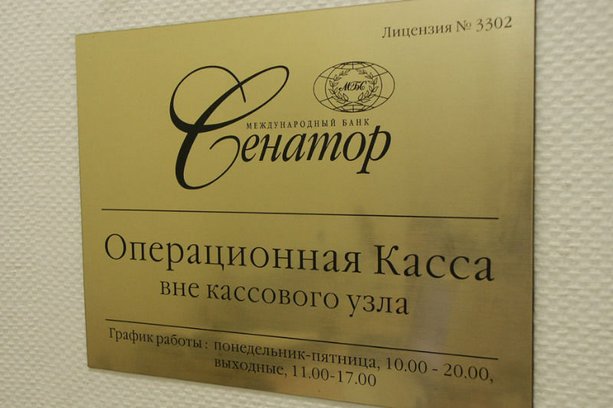 Лицензия № 3302
МБС
МЕЖДУНАРОДНЫЙ БАНК
Сенатор
Операционная Касса
вне кассового узла
График работы: понедельник-пятница, 10.00 - 20.00,
выходные, 11.00-17.00